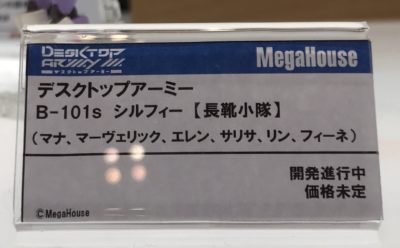 DESKTOP ARMY
デスクトップアーミー
MegaHouse
デスクトップアーミー
B-101s シルフィー【長靴小隊】
(マナ、マーヴェリック、エレン、サリサ、リン、フィーネ)
開発進行中
価格未定
©MegaHouse